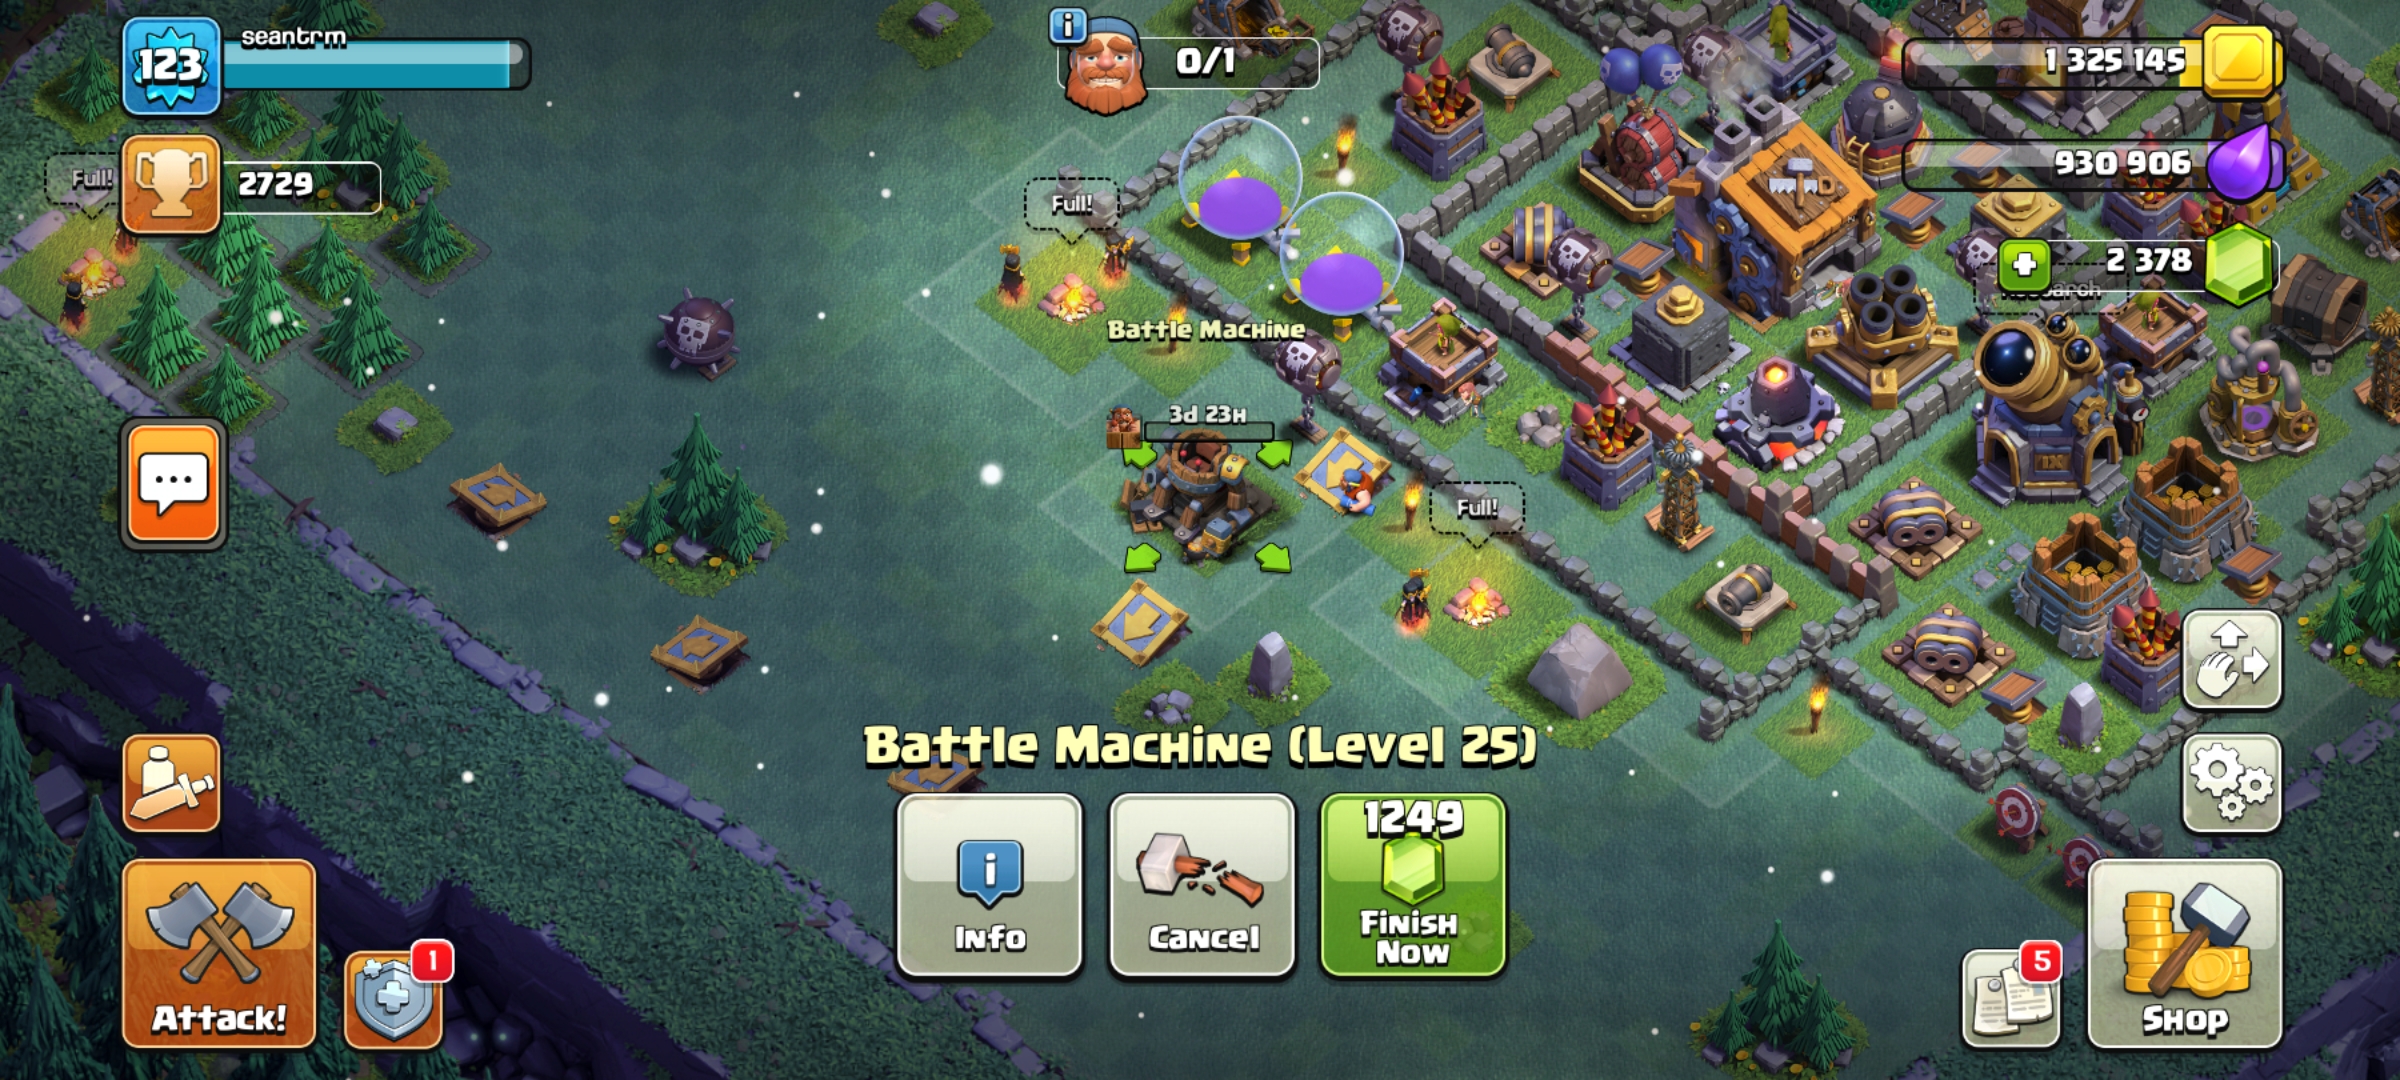 123
seantrm
0/1
1 325 145
Full!
2729
930 906
Full!
2 378
Research
Battle Machine
3d 23H
Full!
Battle Machine (Level 25)
1249
Info
Cancel
Finish
Now
1
5
Attack!
Shop